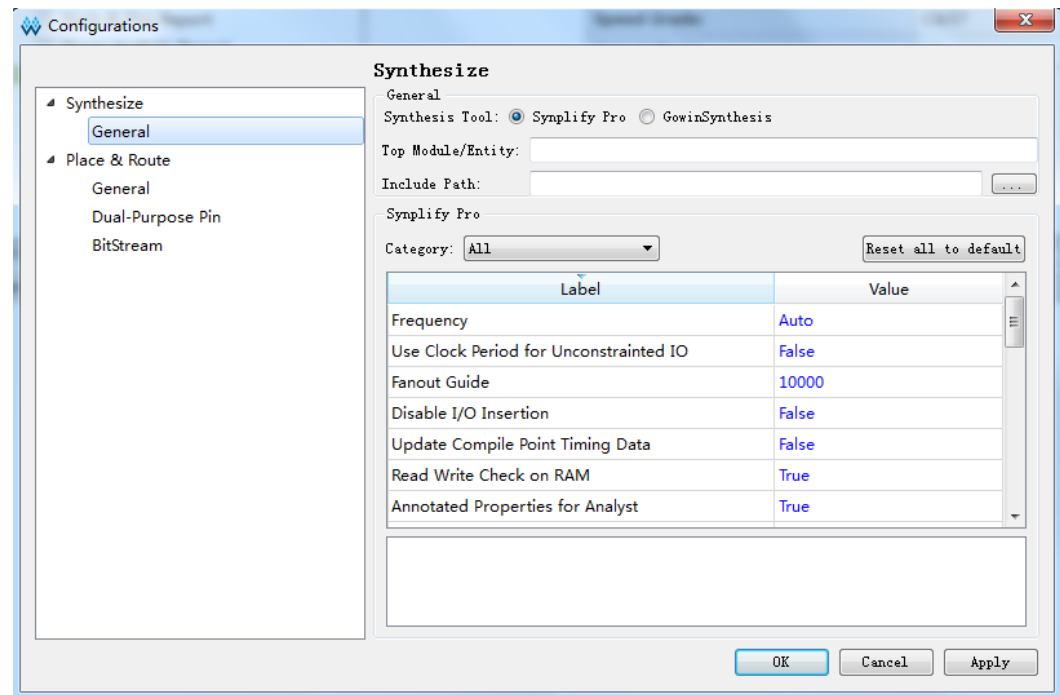 Configurations
Synthesize
General
Place & Route
General
Dual-Purpose Pin
BitStream
Synthesize
General
Synthesis Tool: Synplify Pro GowinSynthesis
Top Module/Entity:
Include Path: ...
Synplify Pro
Category: All Reset all to default
Label Value
Frequency Auto
Use Clock Period for Unconstrainted IO False
Fanout Guide 10000
Disable I/O Insertion False
Update Compile Point Timing Data False
Read Write Check on RAM True
Annotated Properties for Analyst True
OK Cancel Apply